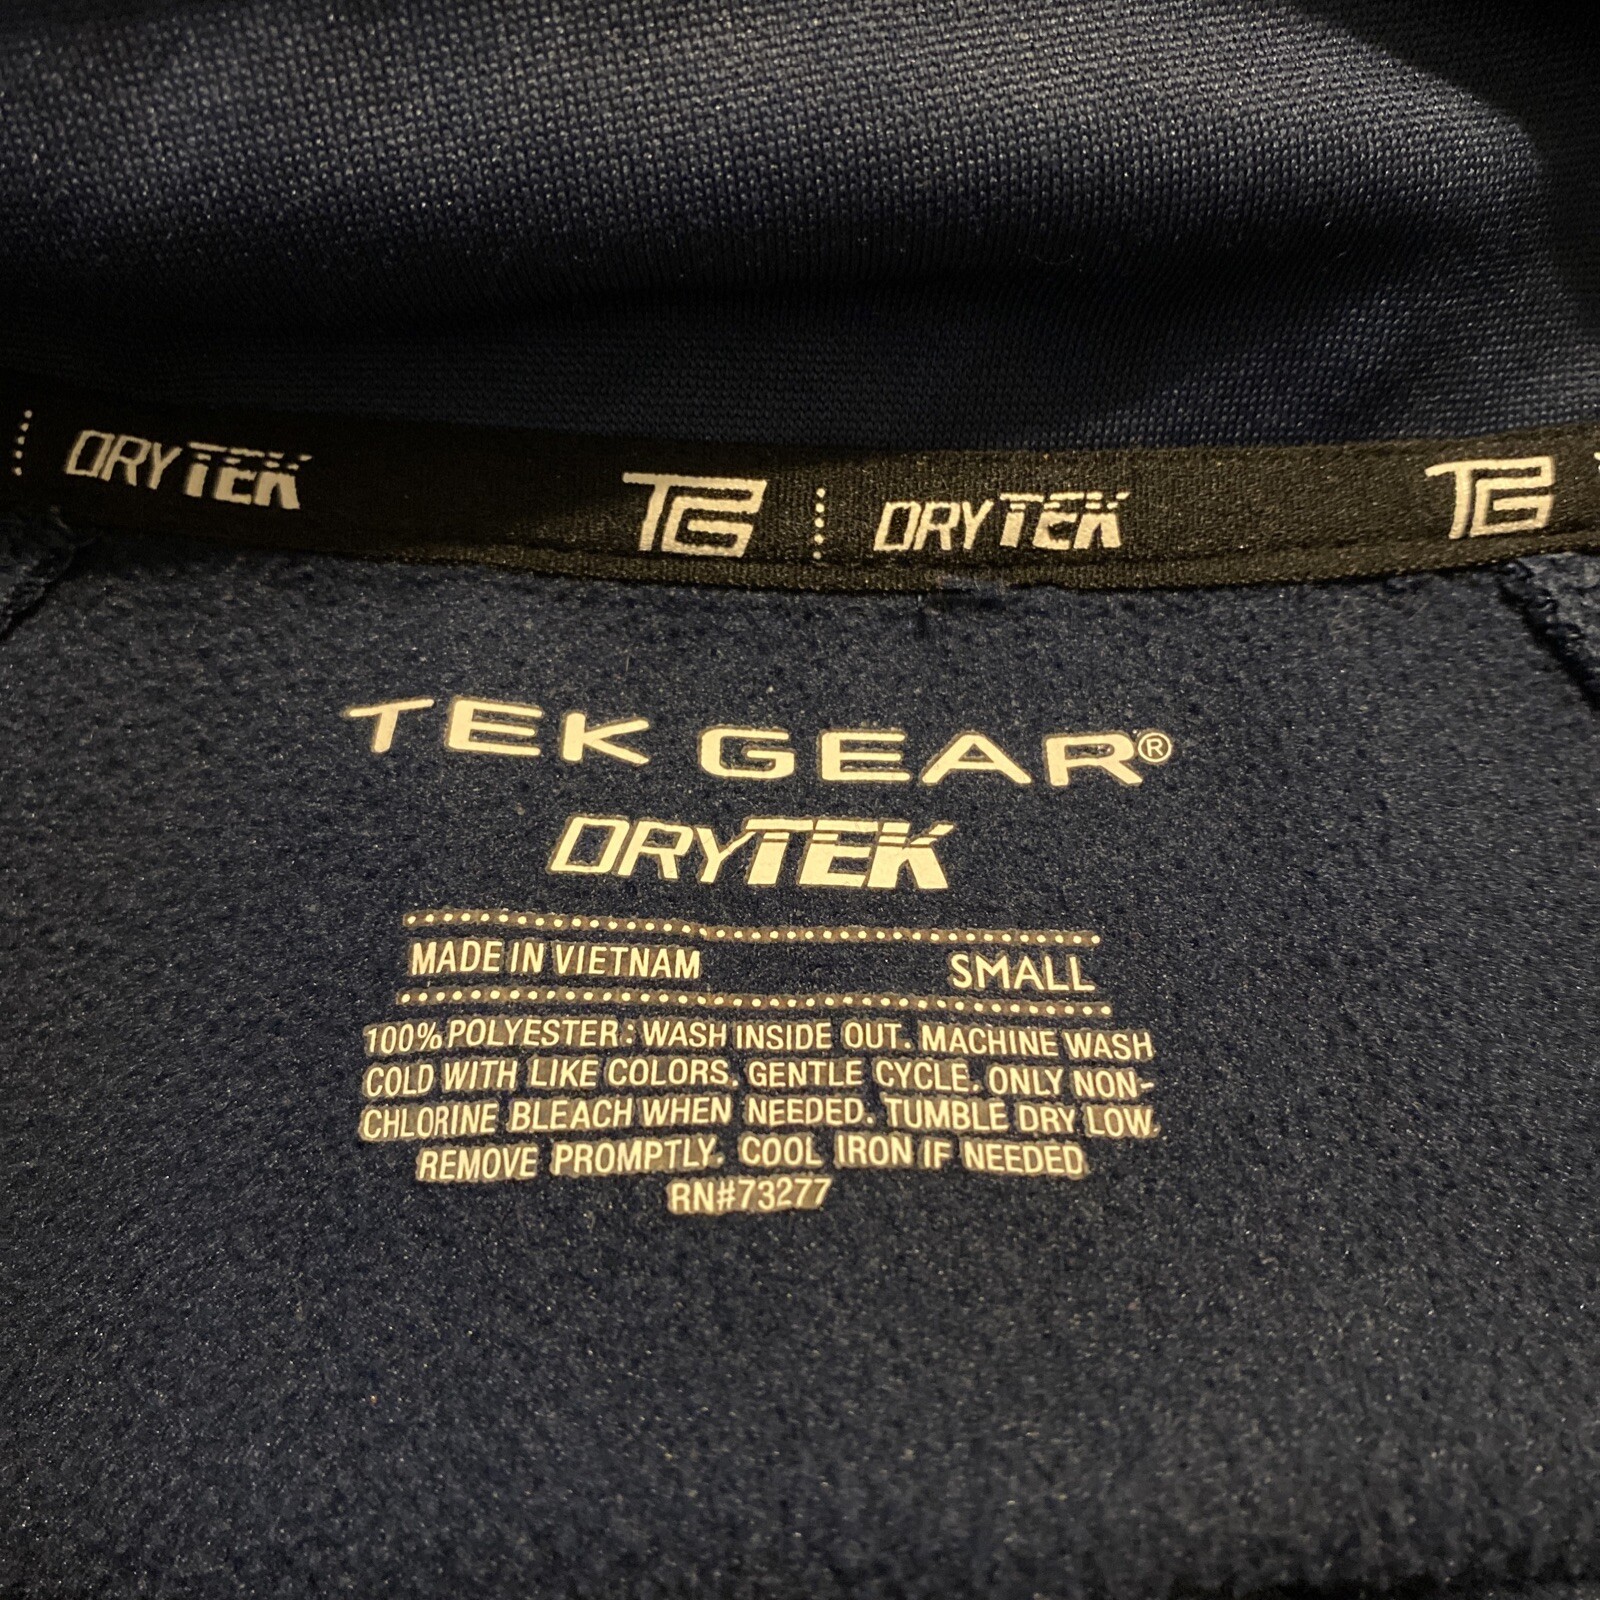 DRYTEK TG DRYTEK TG
TEK GEAR®
DRYTEK
MADE IN VIETNAM SMALL
100% POLYESTER: WASH INSIDE OUT. MACHINE WASH
COLD WITH LIKE COLORS. GENTLE CYCLE. ONLY NON-
CHLORINE BLEACH WHEN NEEDED. TUMBLE DRY LOW.
REMOVE PROMPTLY. COOL IRON IF NEEDED
RN#73277